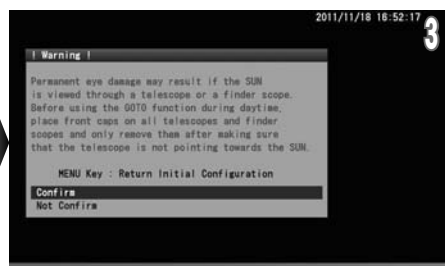 2011/11/18 16:52:17
3
! Warning !
Permanent eye damage may result if the SUN
is viewed through a telescope or a finder scope.
Before using the GOTO function during daytime,
place front caps on all telescopes and finder
scopes and only remove them after making sure
that the telescope is not pointing towards the SUN.
MENU Key : Return Initial Configuration
Confirm
Not Confirm